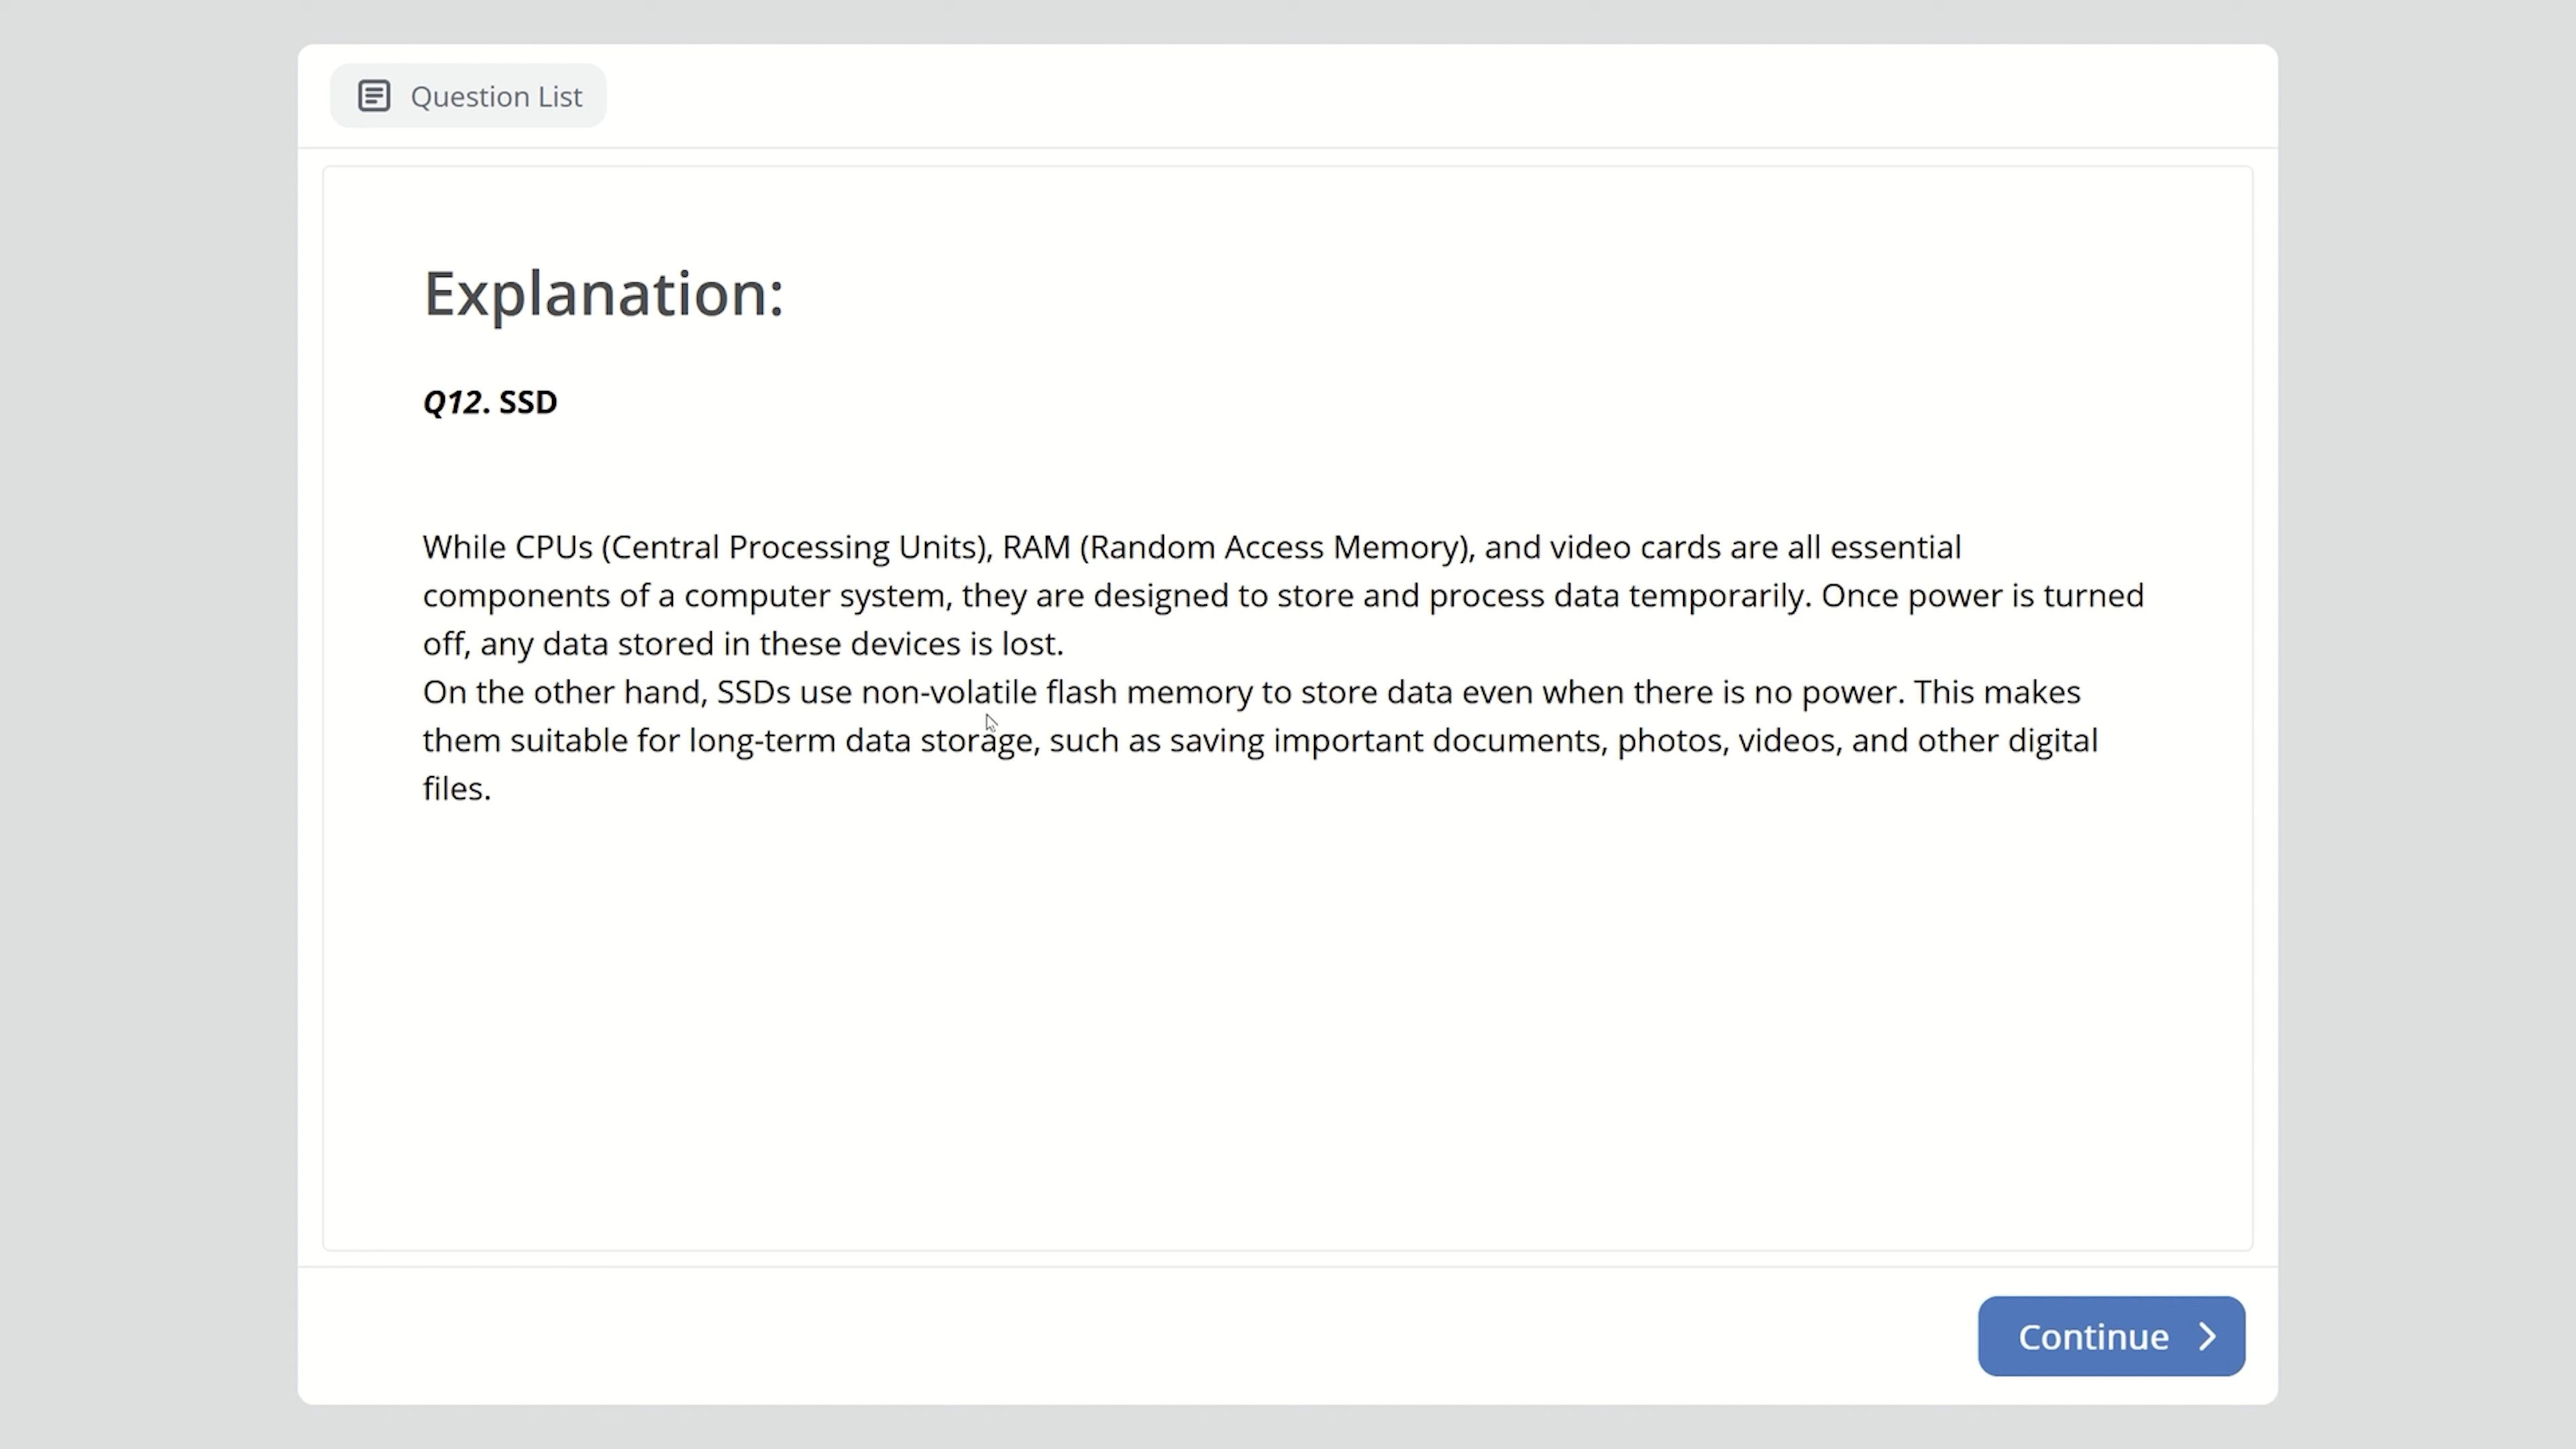 Question List
Explanation:
Q12. SSD
While CPUs (Central Processing Units), RAM (Random Access Memory), and video cards are all essential
components of a computer system, they are designed to store and process data temporarily. Once power is turned
off, any data stored in these devices is lost.
On the other hand, SSDs use non-volatile flash memory to store data even when there is no power. This makes
them suitable for long-term data storage, such as saving important documents, photos, videos, and other digital
files.
Continue